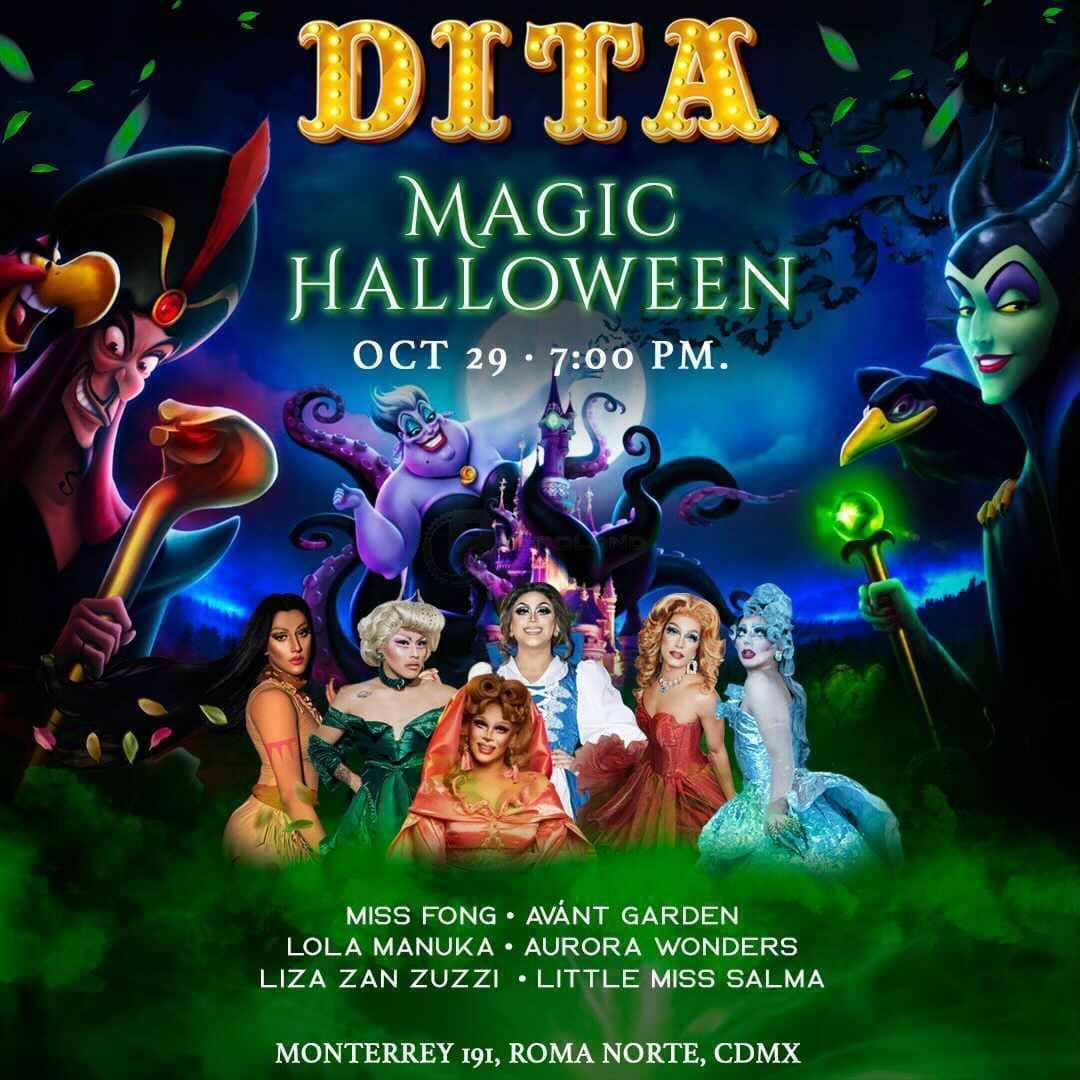 DITA
MAGIC
HALLOWEEN
OCT 29 · 7:00 PM.
MISS FONG • AVÁNT GARDEN
LOLA MANUKA • AURORA WONDERS
LIZA ZAN ZUZZI • LITTLE MISS SALMA
MONTERREY 191, ROMA NORTE, CDMX